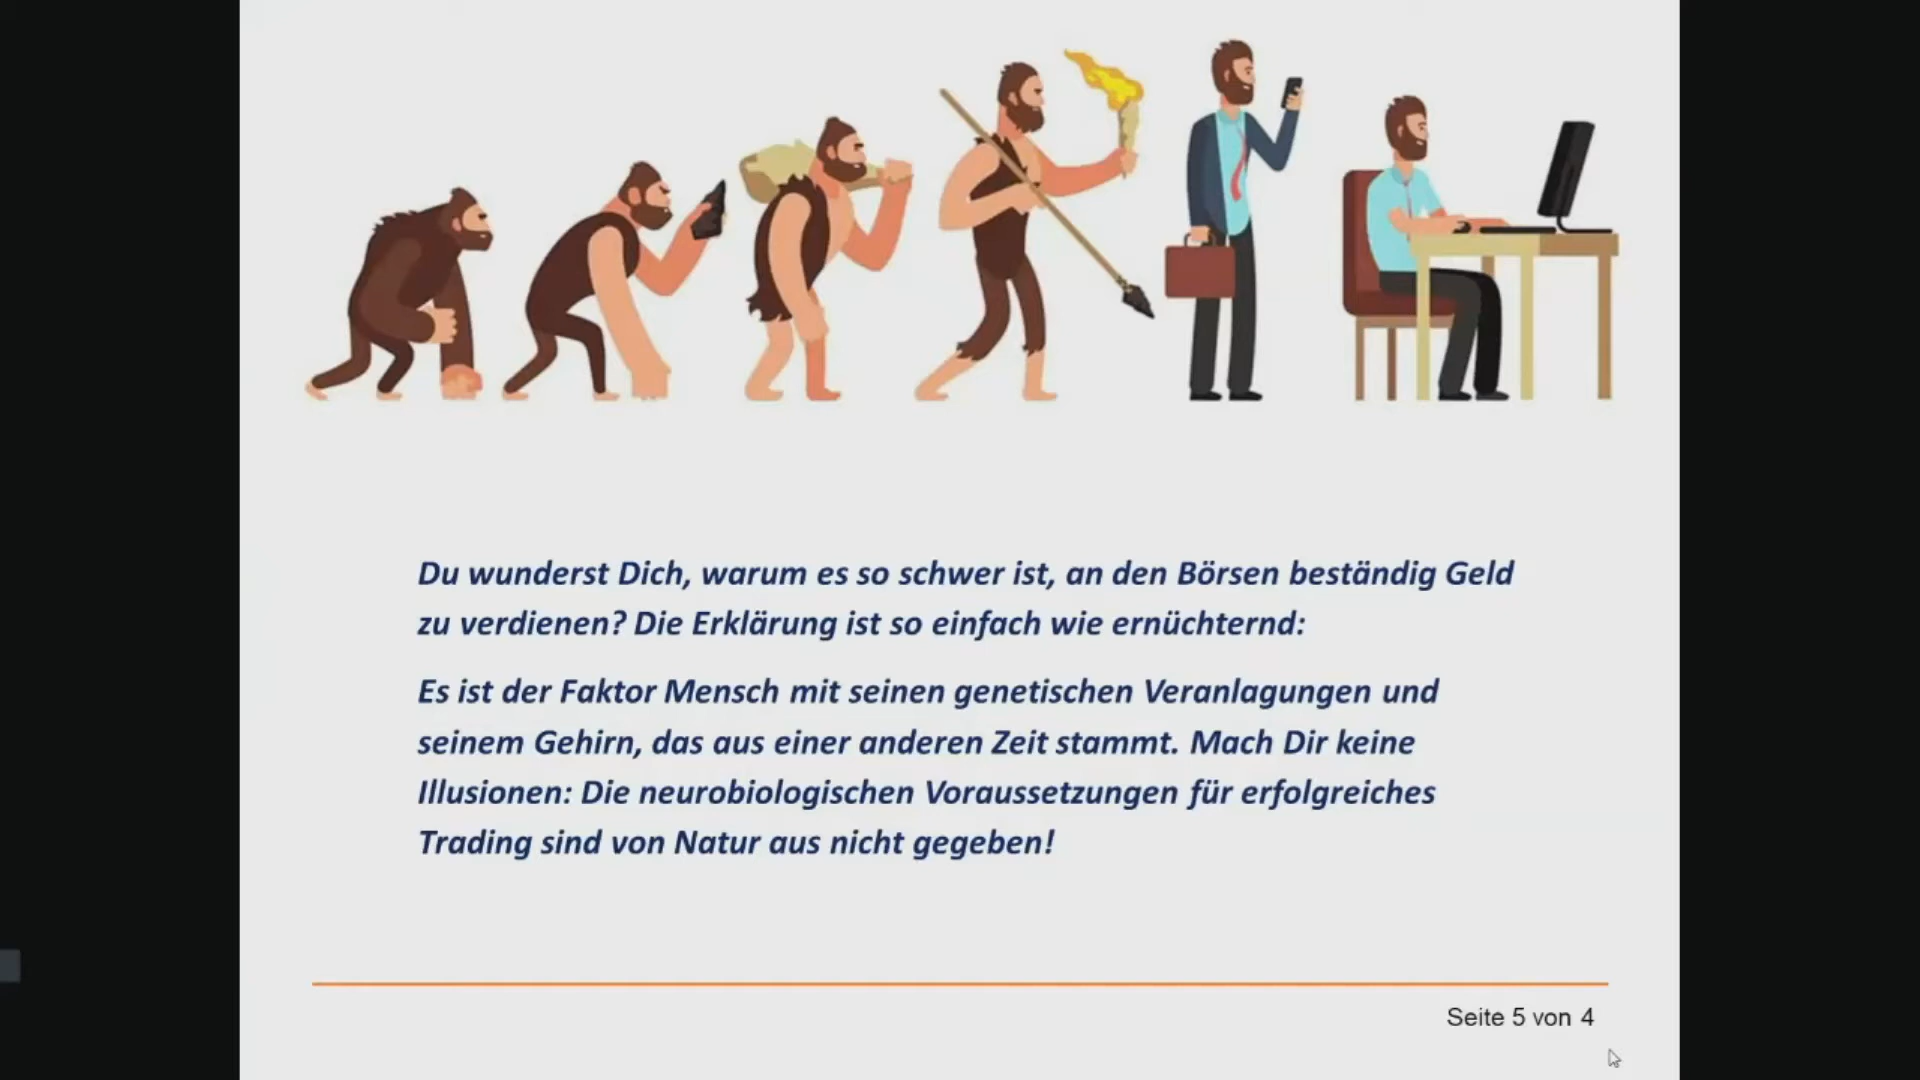 Du wunderst Dich, warum es so schwer ist, an den Börsen beständig Geld
zu verdienen? Die Erklärung ist so einfach wie ernüchternd:
Es ist der Faktor Mensch mit seinen genetischen Veranlagungen und
seinem Gehirn, das aus einer anderen Zeit stammt. Mach Dir keine
Illusionen: Die neurobiologischen Voraussetzungen für erfolgreiches
Trading sind von Natur aus nicht gegeben!
Seite 5 von 4